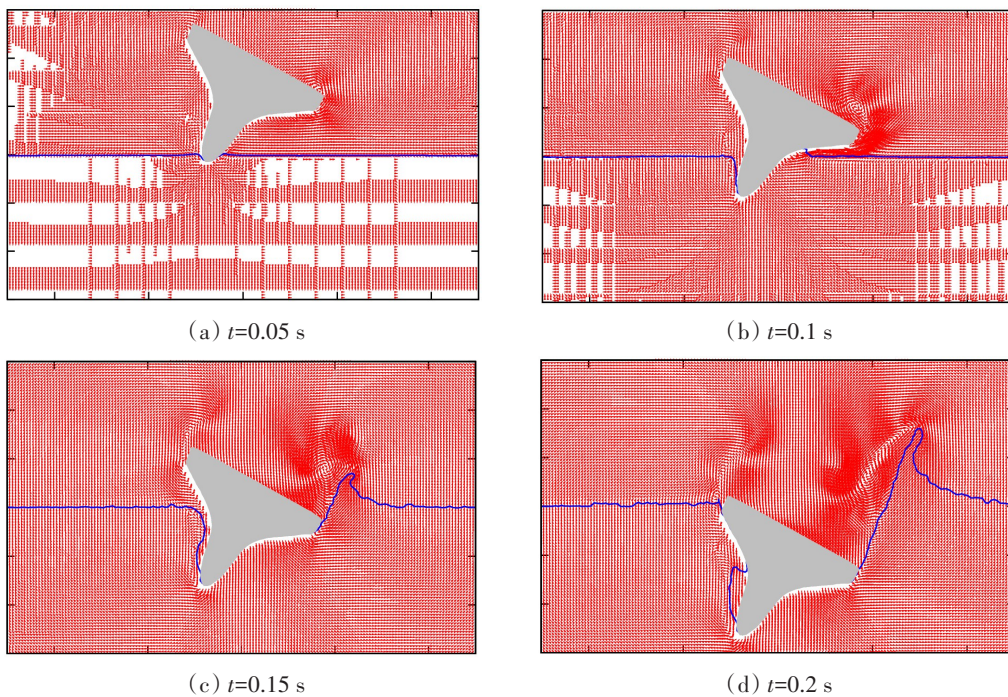 （a）t=0.05 s
（b）t=0.1 s
（c）t=0.15 s
（d）t=0.2 s